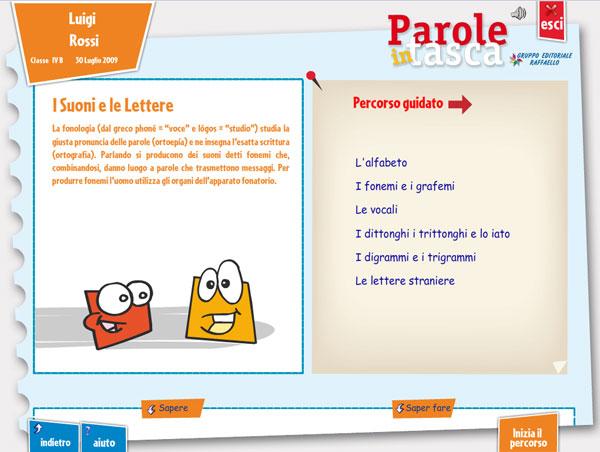 Luigi
Rossi
Classe IV B 30 Luglio 2009
Parole
in tasca
esci
GRUPPO EDITORIALE
RAFFAELLO
I Suoni e le Lettere
La fonologia (dal greco phoné = “voce” e lógos = “studio”) studia la
giusta pronuncia delle parole (ortoepia) e ne insegna l'esatta scrittura
(ortografia). Parlando si producono dei suoni detti fonemi che,
combinandosi, danno luogo a parole che trasmettono messaggi. Per
produrre fonemi l'uomo utilizza gli organi dell'apparato fonatorio.
Percorso guidato
L'alfabeto
I fonemi e i grafemi
Le vocali
I dittonghi i trittonghi e lo iato
I digrammi e i trigrammi
Le lettere straniere
Sapere
Saper fare
indietro
? aiuto
Inizia il
percorso